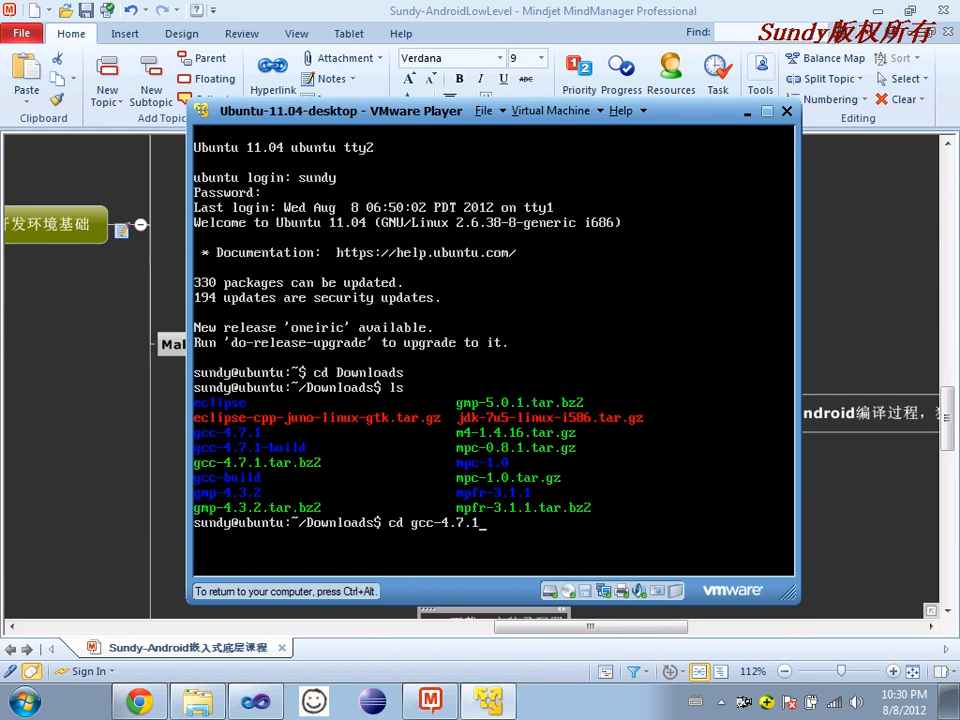 Sundy-AndroidLowLevel - Mindjet MindManager Professional
Sundy版权所有
File Home Insert Design Review View Task Help Find:
Paste
New Topic
New Subtopic
Parent
Floating
Hyperlink
Attachment
Notes
Verdana 9
B I U abc
Priority Progress Resources Task Tools
Balance Map Sort
Split Topic Select
Numbering Clear
Clipboard Add Topic Editing
Ubuntu-11.04-desktop - VMware Player File Virtual Machine Help
Ubuntu 11.04 ubuntu tty2
ubuntu login: sundy
Password:
Last login: Wed Aug  8 06:50:02 PDT 2012 on tty1
Welcome to Ubuntu 11.04 (GNU/Linux 2.6.38-8-generic i686)
* Documentation:  https://help.ubuntu.com/
330 packages can be updated.
194 updates are security updates.
New release 'oneiric' available.
Run 'do-release-upgrade' to upgrade to it.
sundy@ubuntu:~$ cd Downloads
sundy@ubuntu:~/Downloads$ ls
eclipse gmp-5.0.1.tar.bz2
eclipse-cpp-juno-linux-gtk.tar.gz jdk-7u5-linux-i586.tar.gz
gcc-4.7.1 m4-1.4.16.tar.gz
gcc-4.7.1-build mpc-0.8.1.tar.gz
gcc-4.7.1.tar.bz2 mpc-1.0
gcc-build mpc-1.0.tar.gz
gmp-4.3.2 mpfr-3.1.1
gmp-4.3.2.tar.bz2 mpfr-3.1.1.tar.bz2
sundy@ubuntu:~/Downloads$ cd gcc-4.7.1_
To return to your computer, press Ctrl+Alt.
vmware
开发环境基础
Mak
ndroid编译过程，
Sundy-Android嵌入式底层课程
Sign In
112%
10:30 PM
8/8/2012